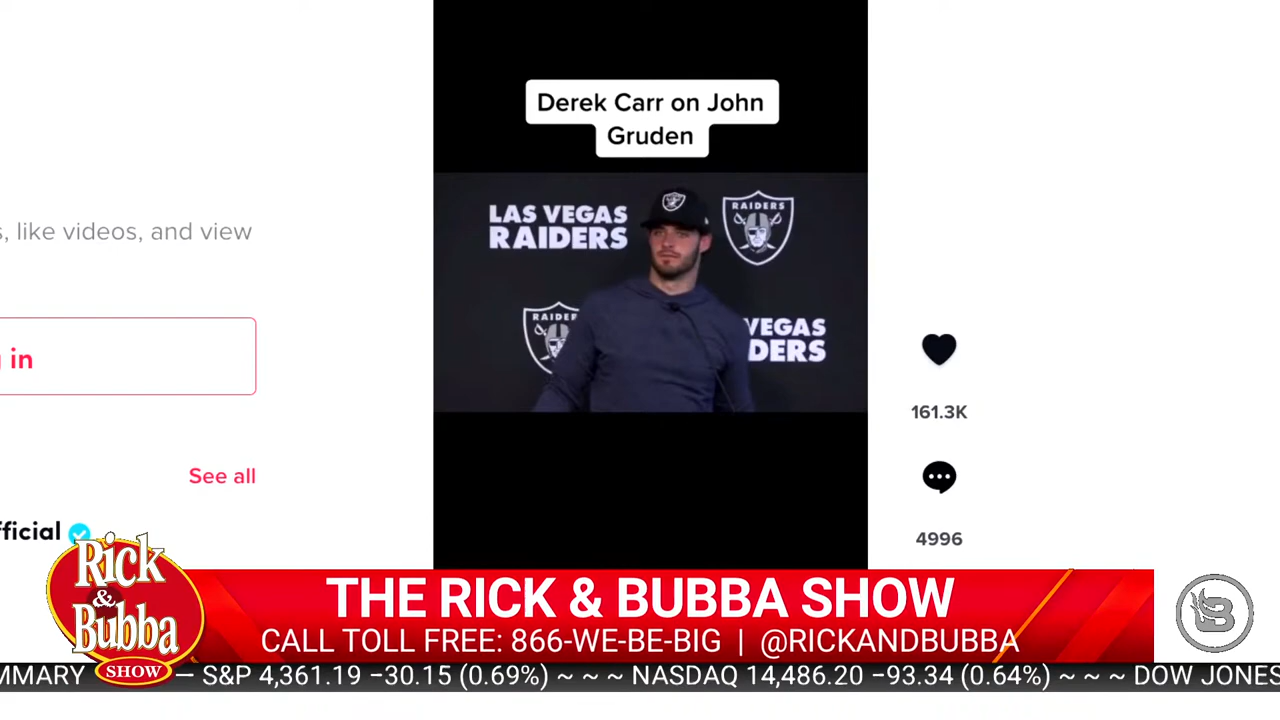 Derek Carr on John
Gruden
LAS VEGAS
RAIDERS
RAIDERS
, like videos, and view
RAIDER
VEGAS
DERS
in
161.3K
See all
4996
fficial
Rick
&
Bubba
SHOW
THE RICK & BUBBA SHOW
CALL TOLL FREE: 866-WE-BE-BIG | @RICKANDBUBBA
B
MMARY — S&P 4,361.19 −30.15 (0.69%) ~ ~ ~ NASDAQ 14,486.20 −93.34 (0.64%) ~ ~ ~ DOW JONES